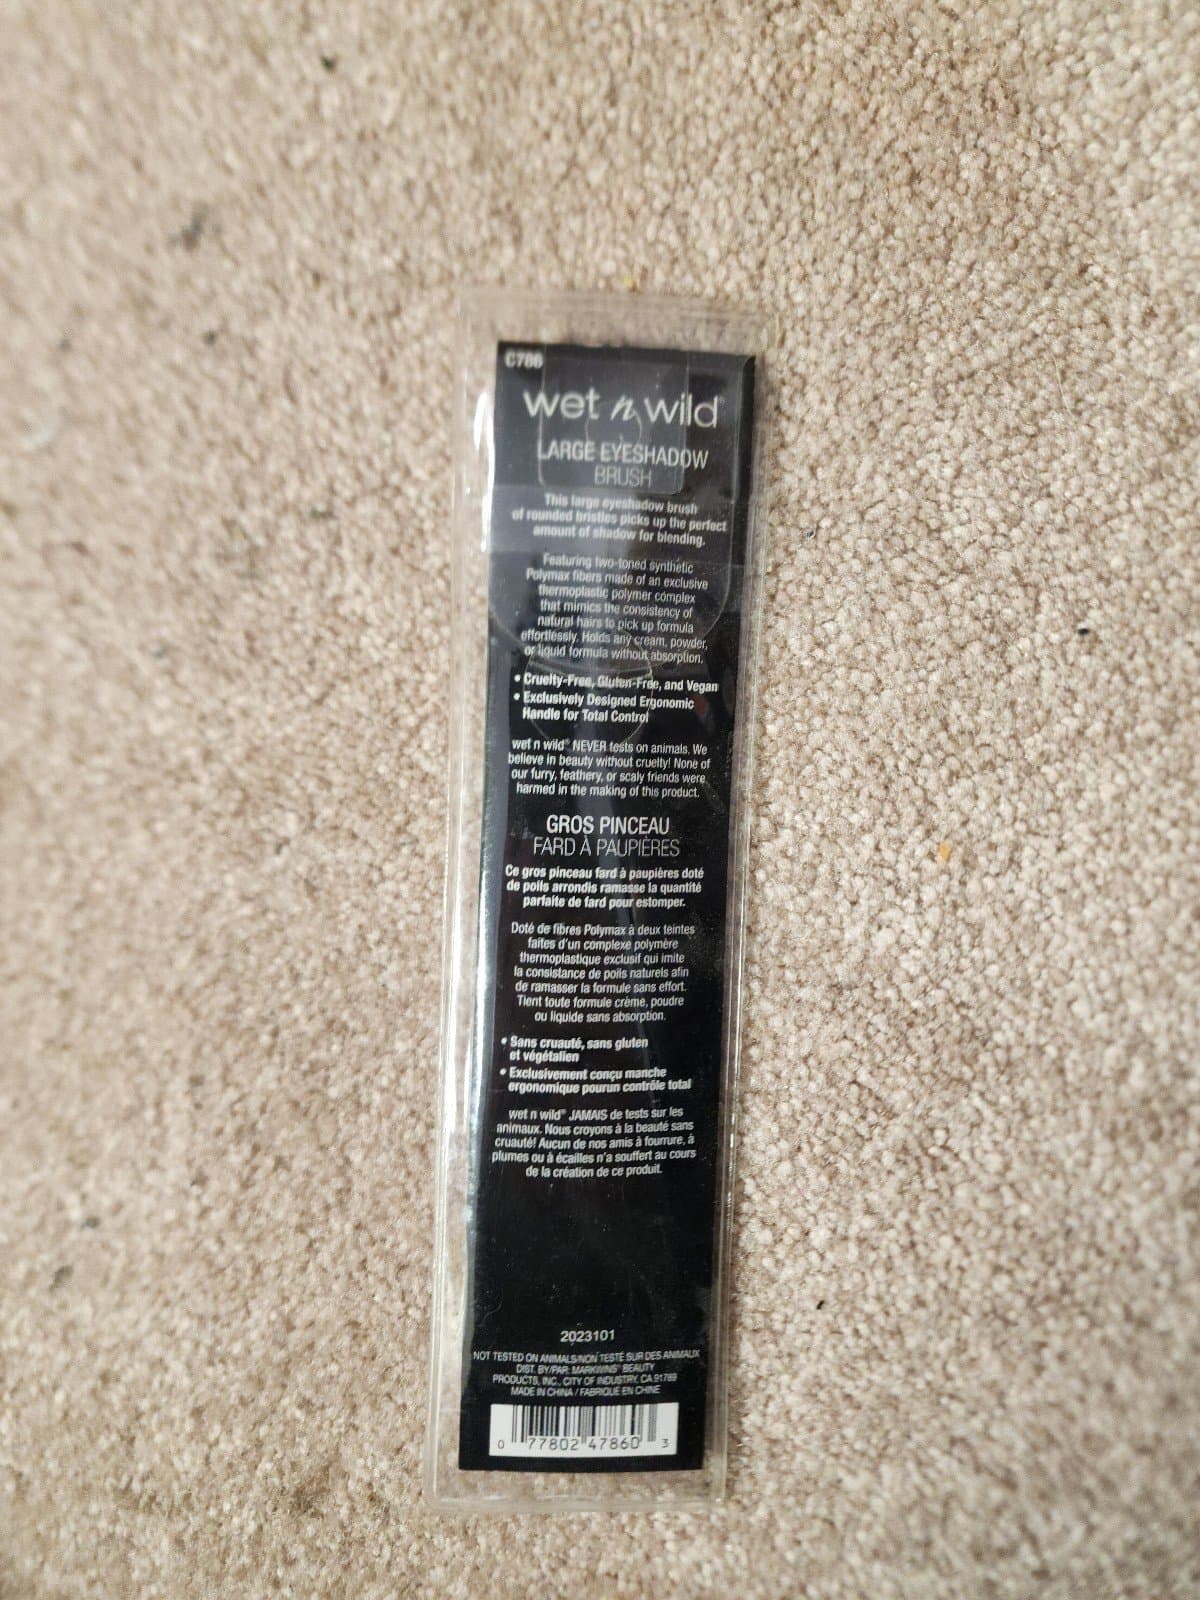 C786
wet n wild®
LARGE EYESHADOW
BRUSH
This large eyeshadow brush
of rounded bristles picks up the perfect
amount of shadow for blending.
Featuring two-toned synthetic
Polymax fibers made of an exclusive
thermoplastic polymer complex
that mimics the consistency of
natural hairs to pick up formula
effortlessly. Holds any cream, powder,
or liquid formula without absorption.
• Cruelty-Free, Gluten-Free, and Vegan
• Exclusively Designed Ergonomic
Handle for Total Control
wet n wild® NEVER tests on animals. We
believe in beauty without cruelty! None of
our furry, feathery, or scaly friends were
harmed in the making of this product.
GROS PINCEAU
FARD À PAUPIÈRES
Ce gros pinceau fard à paupières doté
de poils arrondis ramasse la quantité
parfaite de fard pour estomper.
Doté de fibres Polymax à deux teintes
faites d'un complexe polymère
thermoplastique exclusif qui imite
la consistance de poils naturels afin
de ramasser la formule sans effort.
Tient toute formule crème, poudre
ou liquide sans absorption.
• Sans cruauté, sans gluten
et végétalien
• Exclusivement conçu manche
ergonomique pourun contrôle total
wet n wild® JAMAIS de tests sur les
animaux. Nous croyons à la beauté sans
cruauté! Aucun de nos amis à fourrure, à
plumes ou à écailles n'a souffert au cours
de la création de ce produit.
2023101
NOT TESTED ON ANIMALS/NON TESTÉ SUR DES ANIMAUX
DIST. BY/PAR: MARKWINS® BEAUTY
PRODUCTS, INC., CITY OF INDUSTRY, CA 91789
MADE IN CHINA / FABRIQUÉ EN CHINE
0 77802 47860 3